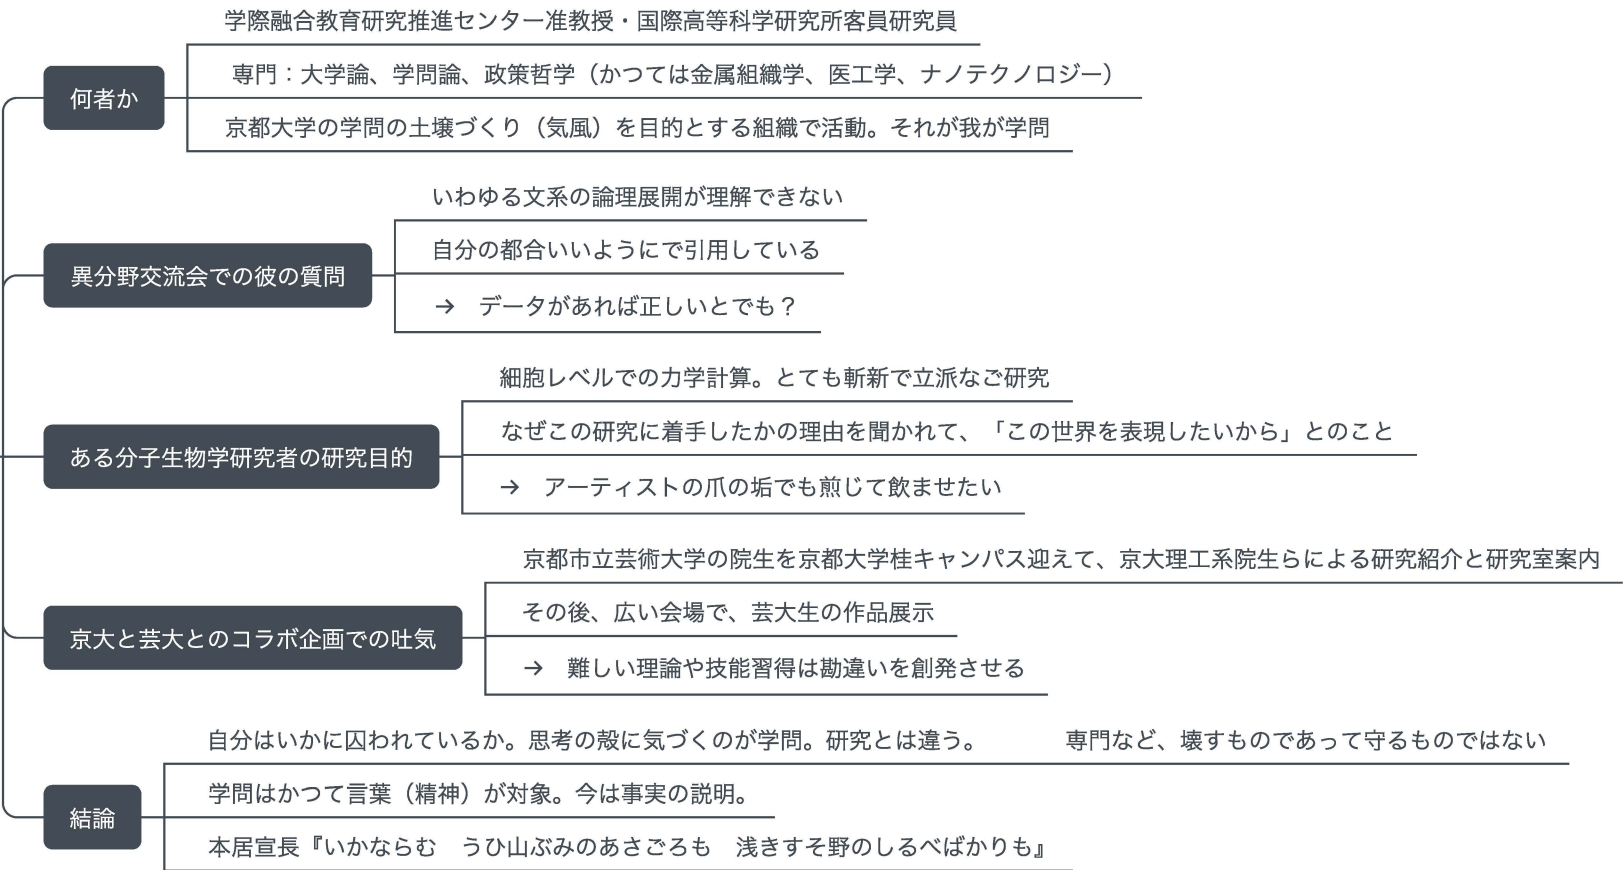 何者か
学際融合教育研究推進センター准教授・国際高等科学研究所客員研究員
専門：大学論、学問論、政策哲学（かつては金属組織学、医工学、ナノテクノロジー）
京都大学の学問の土壌づくり（気風）を目的とする組織で活動。それが我が学問
異分野交流会での彼の質問
いわゆる文系の論理展開が理解できない
自分の都合いいようにで引用している
→　データがあれば正しいとでも？
ある分子生物学研究者の研究目的
細胞レベルでの力学計算。とても斬新で立派なご研究
なぜこの研究に着手したかの理由を聞かれて、「この世界を表現したいから」とのこと
→　アーティストの爪の垢でも煎じて飲ませたい
京大と芸大とのコラボ企画での吐気
京都市立芸術大学の院生を京都大学桂キャンパス迎えて、京大理工系院生らによる研究紹介と研究室案内
その後、広い会場で、芸大生の作品展示
→　難しい理論や技能習得は勘違いを創発させる
結論
自分はいかに囚われているか。思考の殻に気づくのが学問。研究とは違う。　　　　専門など、壊すものであって守るものではない
学問はかつて言葉（精神）が対象。今は事実の説明。
本居宣長『いかならむ　うひ山ぶみのあさごろも　浅きすそ野のしるべばかりも』